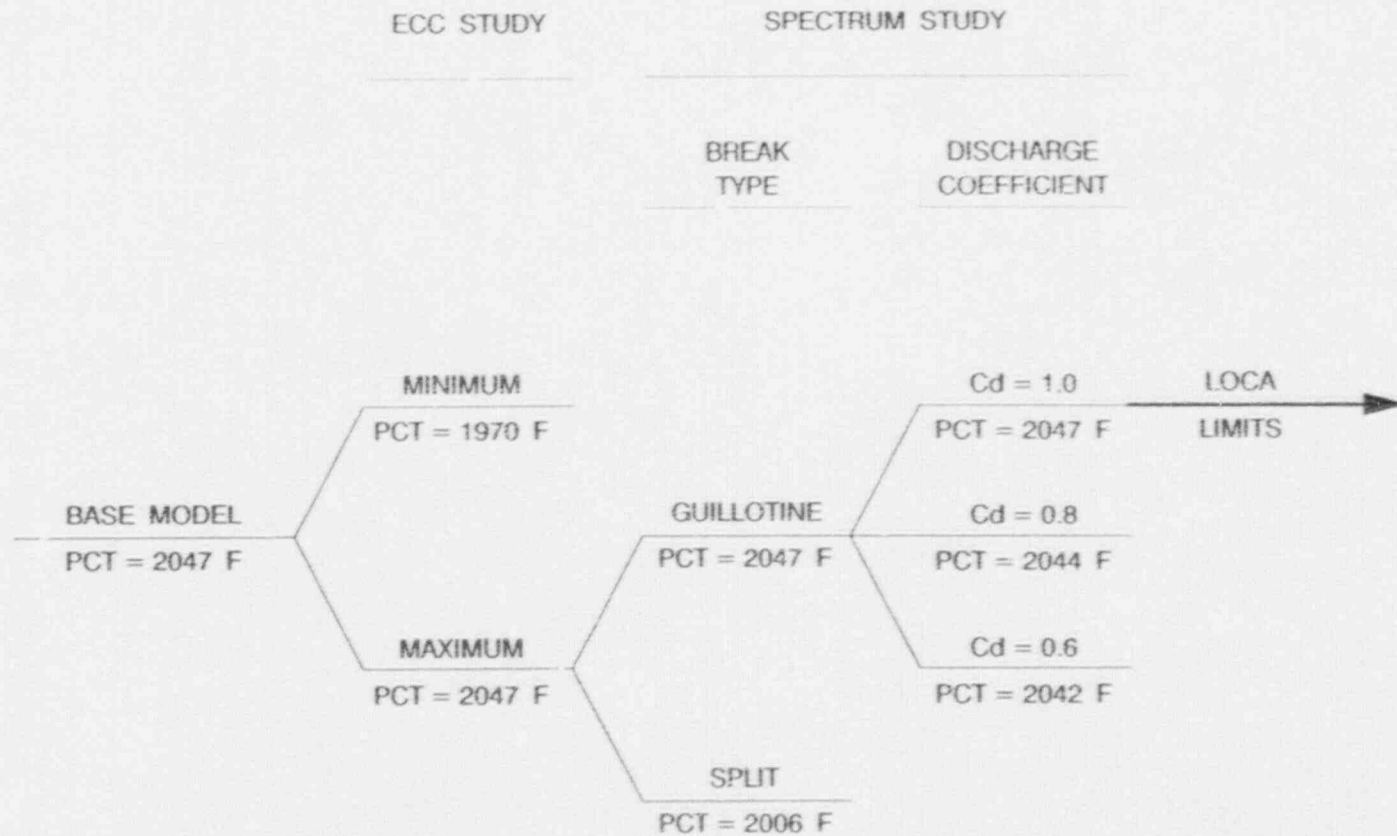 ECC STUDY
SPECTRUM STUDY
BREAK
TYPE
DISCHARGE
COEFFICIENT
MINIMUM
PCT = 1970 F
Cd = 1.0
PCT = 2047 F
LOCA
LIMITS
BASE MODEL
PCT = 2047 F
GUILLOTINE
PCT = 2047 F
Cd = 0.8
PCT = 2044 F
MAXIMUM
PCT = 2047 F
Cd = 0.6
PCT = 2042 F
SPLIT
PCT = 2006 F